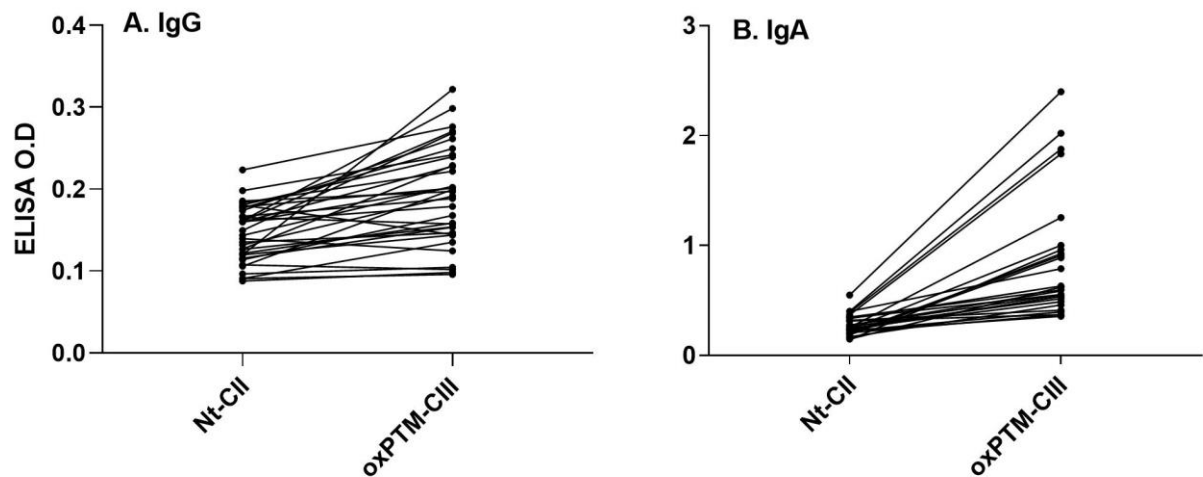 A. IgG
ELISA O.D
0.4
0.3
0.2
0.1
0.0
Nt-CII
oxPTM-CIII
B. IgA
3
2
1
0
Nt-CII
oxPTM-CIII